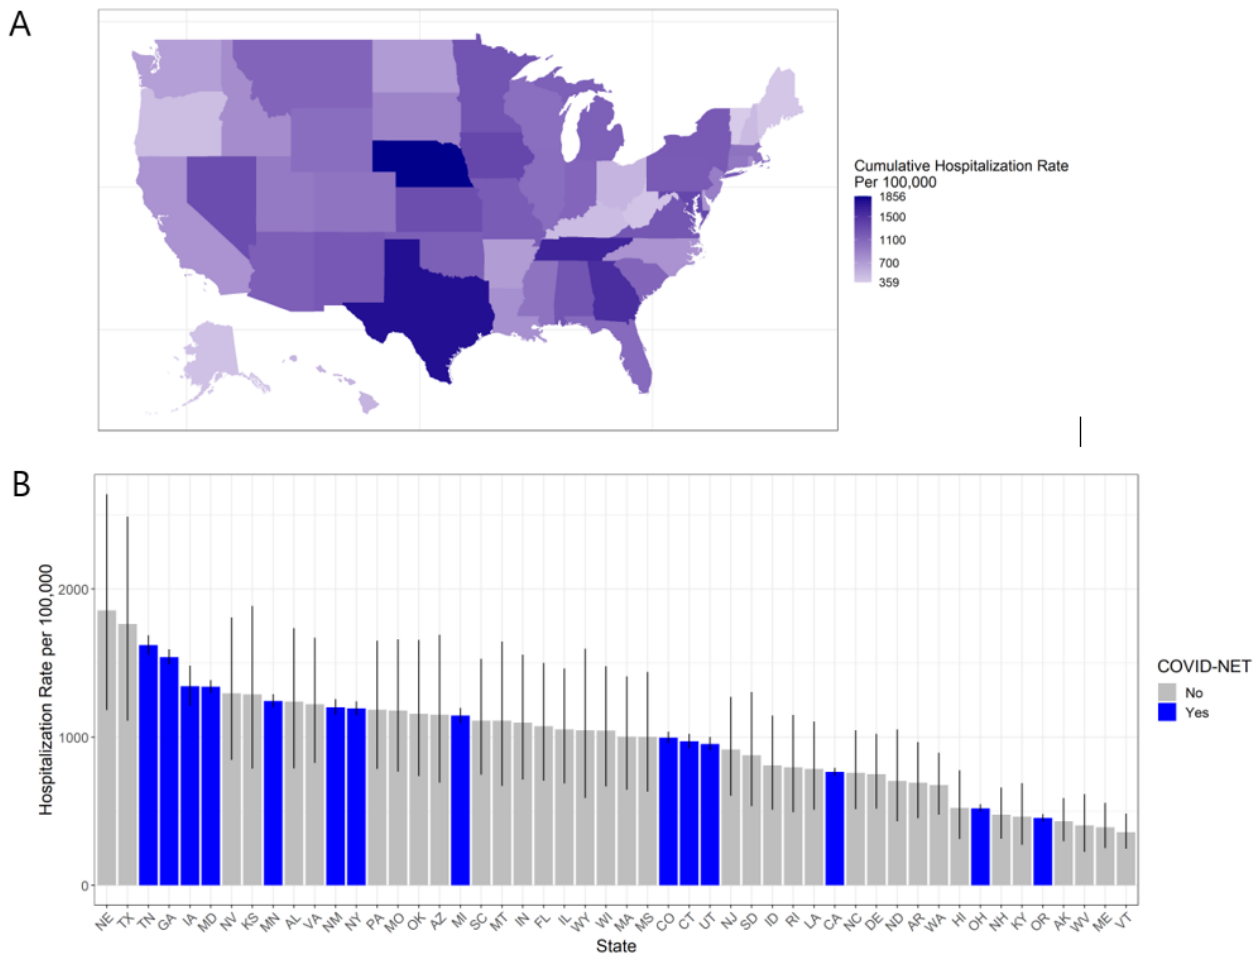 A
Cumulative Hospitalization Rate
Per 100,000
1856
1500
1100
700
359
B
Hospitalization Rate per 100,000
2000
1000
0
NE TX TN GA IA MD NV KS MN AL VA NM NY PA MO OK AZ MI SC MT IN FL IL WY WI MA MS CO CT UT NJ SD ID RI LA CA NC DE ND AR WA HI OH NH KY OR AK WV ME VT
State
COVID-NET
No
Yes